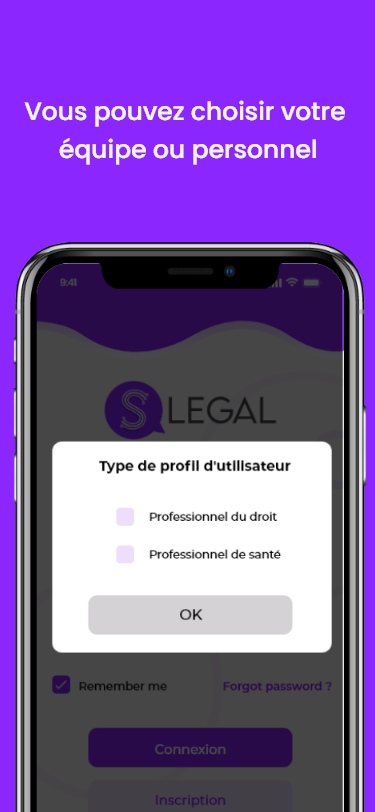 Vous pouvez choisir votre
équipe ou personnel
9:41
S LEGAL
Type de profil d'utilisateur
Professionnel du droit
Professionnel de santé
OK
Remember me Forgot password ?
Connexion
Inscription